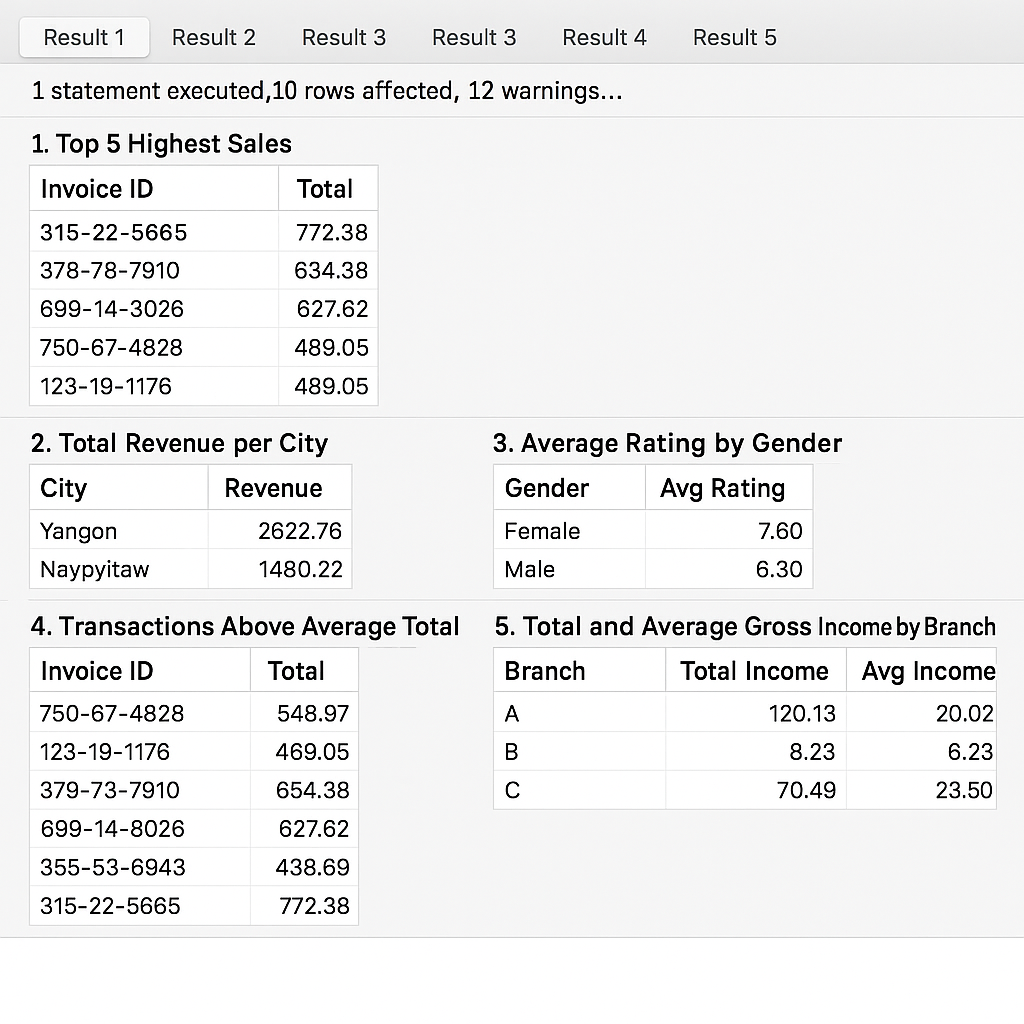 Result 1 Result 2 Result 3 Result 3 Result 4 Result 5
1 statement executed,10 rows affected, 12 warnings...
1. Top 5 Highest Sales
Invoice ID Total
315-22-5665 772.38
378-78-7910 634.38
699-14-3026 627.62
750-67-4828 489.05
123-19-1176 489.05
2. Total Revenue per City
City Revenue
Yangon 2622.76
Naypyitaw 1480.22
3. Average Rating by Gender
Gender Avg Rating
Female 7.60
Male 6.30
4. Transactions Above Average Total
Invoice ID Total
750-67-4828 548.97
123-19-1176 469.05
379-73-7910 654.38
699-14-8026 627.62
355-53-6943 438.69
315-22-5665 772.38
5. Total and Average Gross Income by Branch
Branch Total Income Avg Income
A 120.13 20.02
B 8.23 6.23
C 70.49 23.50